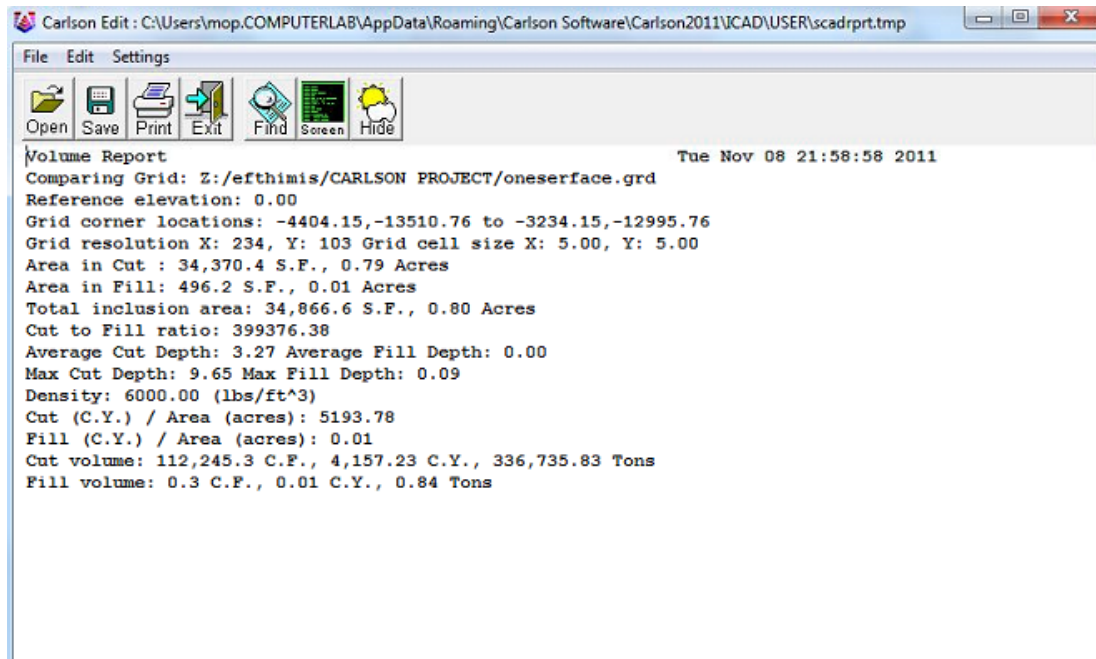 Carlson Edit : C:\Users\mop.COMPUTERLAB\AppData\Roaming\Carlson Software\Carlson2011\ICAD\USER\scadrprt.tmp
File Edit Settings
Open Save Print Exit Find Screen Hide
Volume Report Tue Nov 08 21:58:58 2011
Comparing Grid: Z:/efthimis/CARLSON PROJECT/oneserface.grd
Reference elevation: 0.00
Grid corner locations: -4404.15,-13510.76 to -3234.15,-12995.76
Grid resolution X: 234, Y: 103 Grid cell size X: 5.00, Y: 5.00
Area in Cut : 34,370.4 S.F., 0.79 Acres
Area in Fill: 496.2 S.F., 0.01 Acres
Total inclusion area: 34,866.6 S.F., 0.80 Acres
Cut to Fill ratio: 399376.38
Average Cut Depth: 3.27 Average Fill Depth: 0.00
Max Cut Depth: 9.65 Max Fill Depth: 0.09
Density: 6000.00 (lbs/ft^3)
Cut (C.Y.) / Area (acres): 5193.78
Fill (C.Y.) / Area (acres): 0.01
Cut volume: 112,245.3 C.F., 4,157.23 C.Y., 336,735.83 Tons
Fill volume: 0.3 C.F., 0.01 C.Y., 0.84 Tons